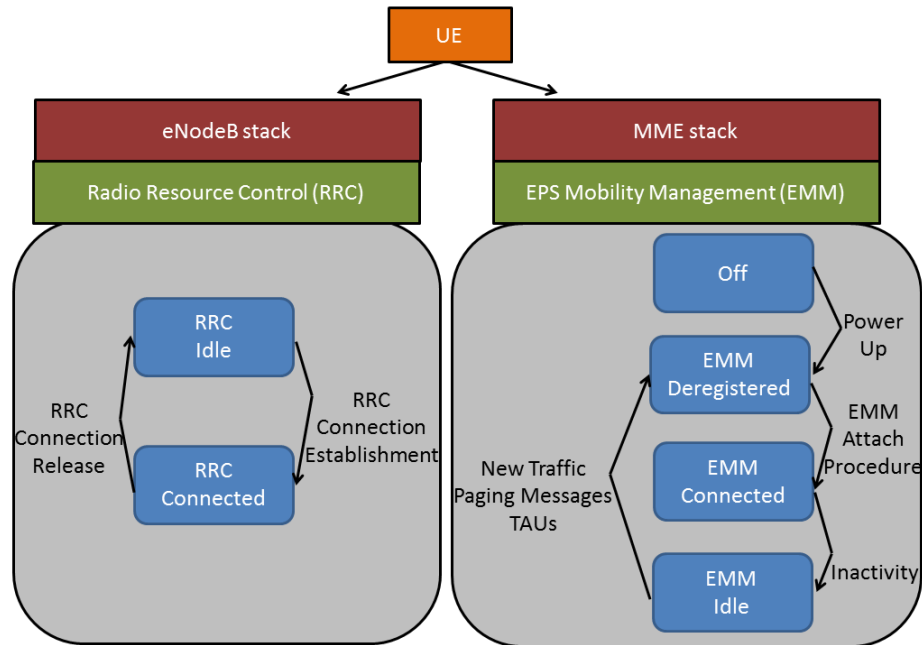 UE
eNodeB stack
Radio Resource Control (RRC)
RRC
Idle
RRC
Connection
Release
RRC
Connection
Establishment
RRC
Connected
MME stack
EPS Mobility Management (EMM)
Off
Power
Up
EMM
Deregistered
EMM
Attach
Procedure
New Traffic
Paging Messages
TAUs
EMM
Connected
Inactivity
EMM
Idle